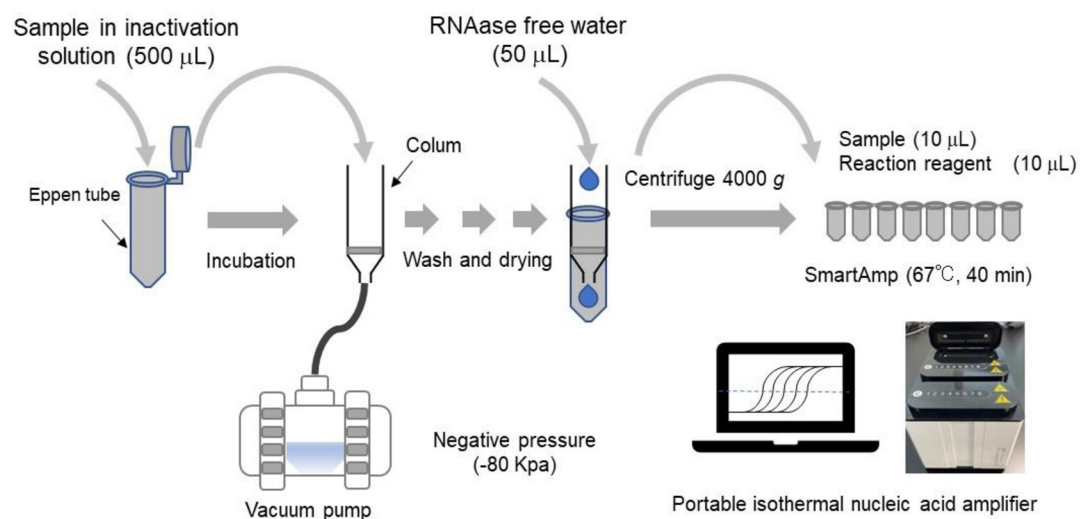 Sample in inactivation
solution (500 μL)
RNAase free water
(50 μL)
Colum
Sample (10 μL)
Reaction reagent (10 μL)
Eppen tube
Centrifuge 4000 g
Incubation
Wash and drying
SmartAmp (67℃, 40 min)
Negative pressure
(-80 Kpa)
Vacuum pump
Portable isothermal nucleic acid amplifier